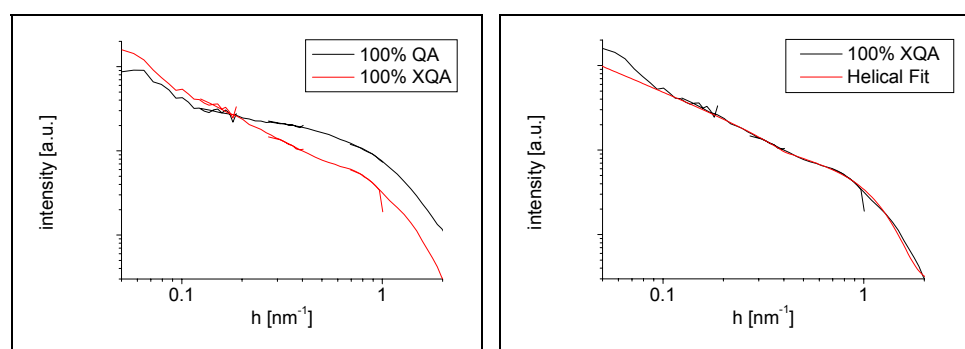 100% QA
100% XQA
intensity [a.u.]
0.1 1
h [nm⁻¹]
100% XQA
Helical Fit
intensity [a.u.]
0.1 1
h [nm⁻¹]